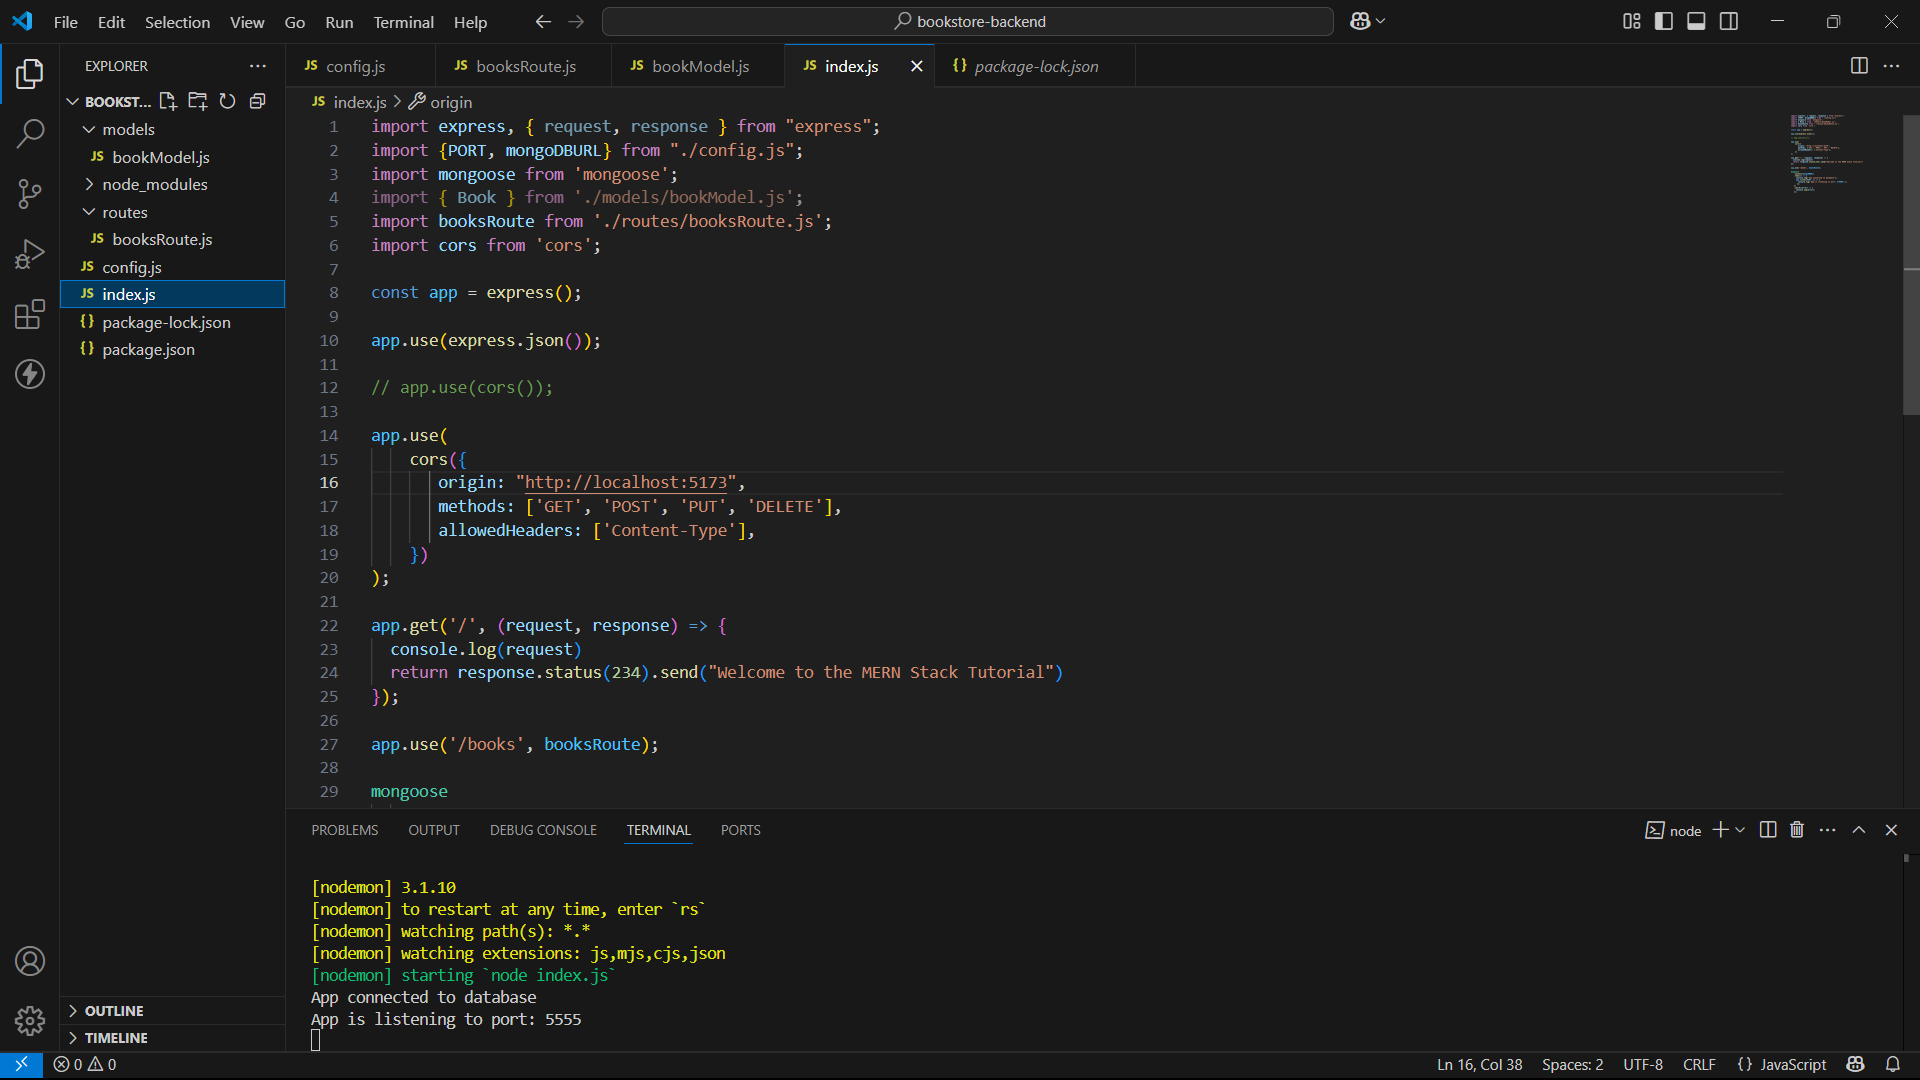 File Edit Selection View Go Run Terminal Help
bookstore-backend
EXPLORER
BOOKST...
models
JS bookModel.js
node_modules
routes
JS booksRoute.js
JS config.js
JS index.js
{} package-lock.json
{} package.json
OUTLINE
TIMELINE
JS config.js JS booksRoute.js JS bookModel.js JS index.js {} package-lock.json
JS index.js > origin
1 import express, { request, response } from "express";
2 import {PORT, mongoDBURL} from "./config.js";
3 import mongoose from 'mongoose';
4 import { Book } from './models/bookModel.js';
5 import booksRoute from './routes/booksRoute.js';
6 import cors from 'cors';
7
8 const app = express();
9
10 app.use(express.json());
11
12 // app.use(cors());
13
14 app.use(
15 cors({
16 origin: "http://localhost:5173",
17 methods: ['GET', 'POST', 'PUT', 'DELETE'],
18 allowedHeaders: ['Content-Type'],
19 })
20 );
21
22 app.get('/', (request, response) => {
23 console.log(request)
24 return response.status(234).send("Welcome to the MERN Stack Tutorial")
25 });
26
27 app.use('/books', booksRoute);
28
29 mongoose
PROBLEMS OUTPUT DEBUG CONSOLE TERMINAL PORTS
node
[nodemon] 3.1.10
[nodemon] to restart at any time, enter `rs`
[nodemon] watching path(s): *.*
[nodemon] watching extensions: js,mjs,cjs,json
[nodemon] starting `node index.js`
App connected to database
App is listening to port: 5555
0 0
Ln 16, Col 38 Spaces: 2 UTF-8 CRLF {} JavaScript